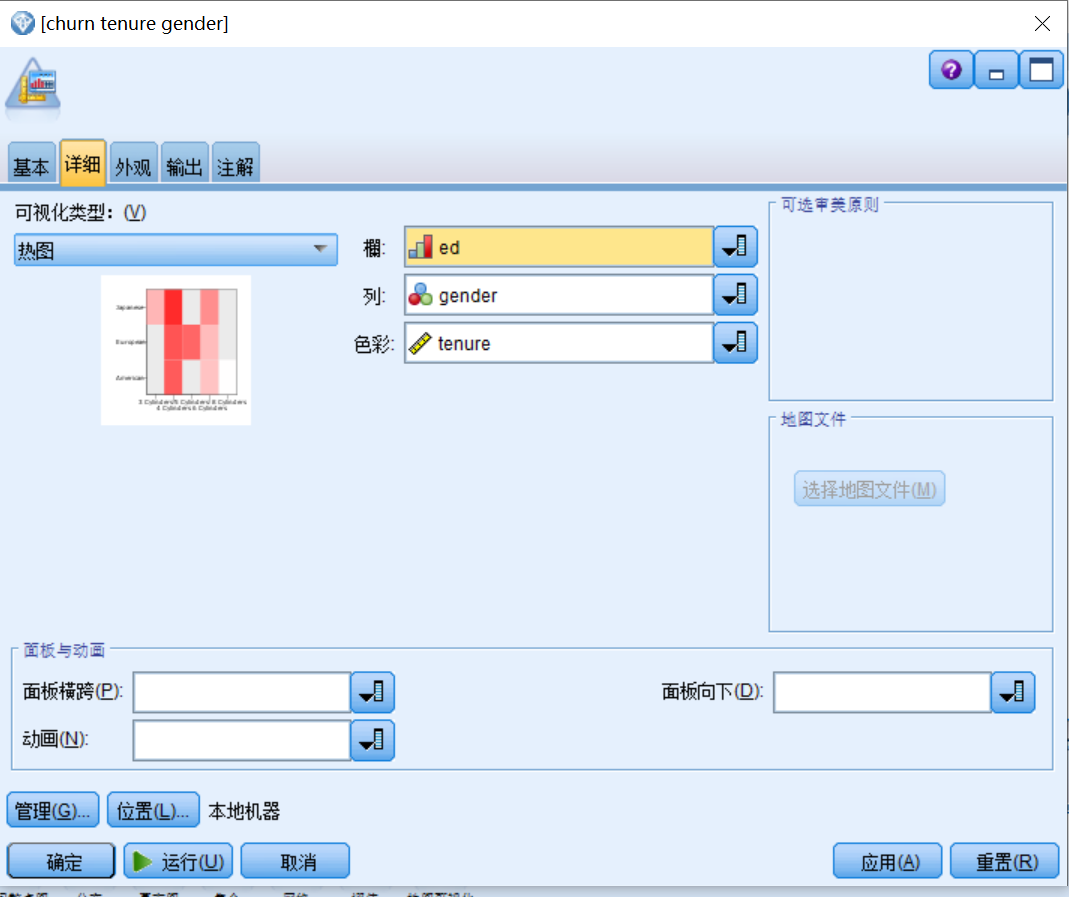 [churn tenure gender]
基本 详细 外观 输出 注解
可视化类型: (V)
热图
Japanese
European
American
3 Cylinders 5 Cylinders 8 Cylinders
4 Cylinders 6 Cylinders
欄: ed
列: gender
色彩: tenure
可选审美原则
地图文件
选择地图文件(M)
面板与动画
面板横跨(P): 面板向下(D):
动画(N):
管理(G)... 位置(L)... 本地机器
确定 运行(U) 取消 应用(A) 重置(R)